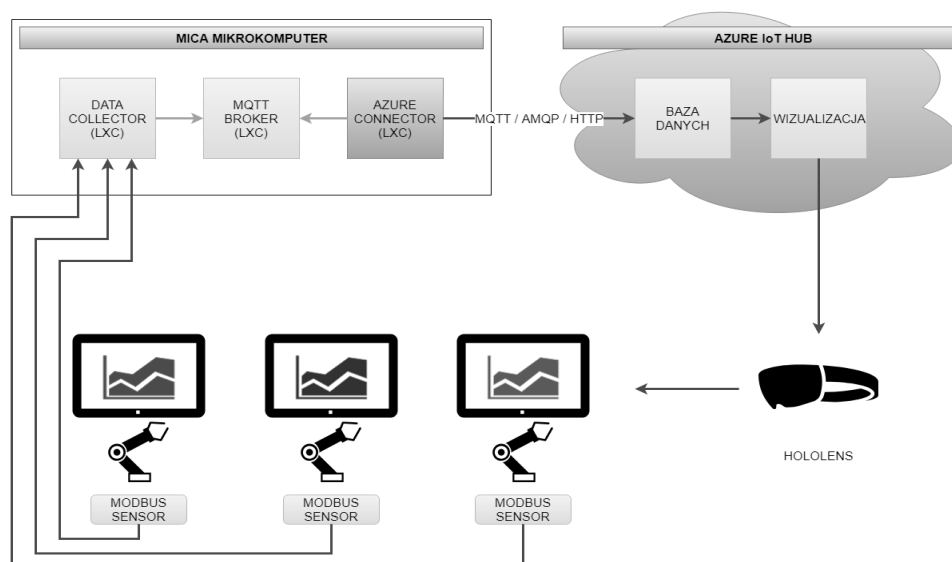 MICA MIKROKOMPUTER
AZURE IoT HUB
DATA
COLLECTOR
(LXC)
MQTT
BROKER
(LXC)
AZURE
CONNECTOR
(LXC)
MQTT / AMQP / HTTP
BAZA
DANYCH
WIZUALIZACJA
HOLOLENS
MODBUS
SENSOR
MODBUS
SENSOR
MODBUS
SENSOR